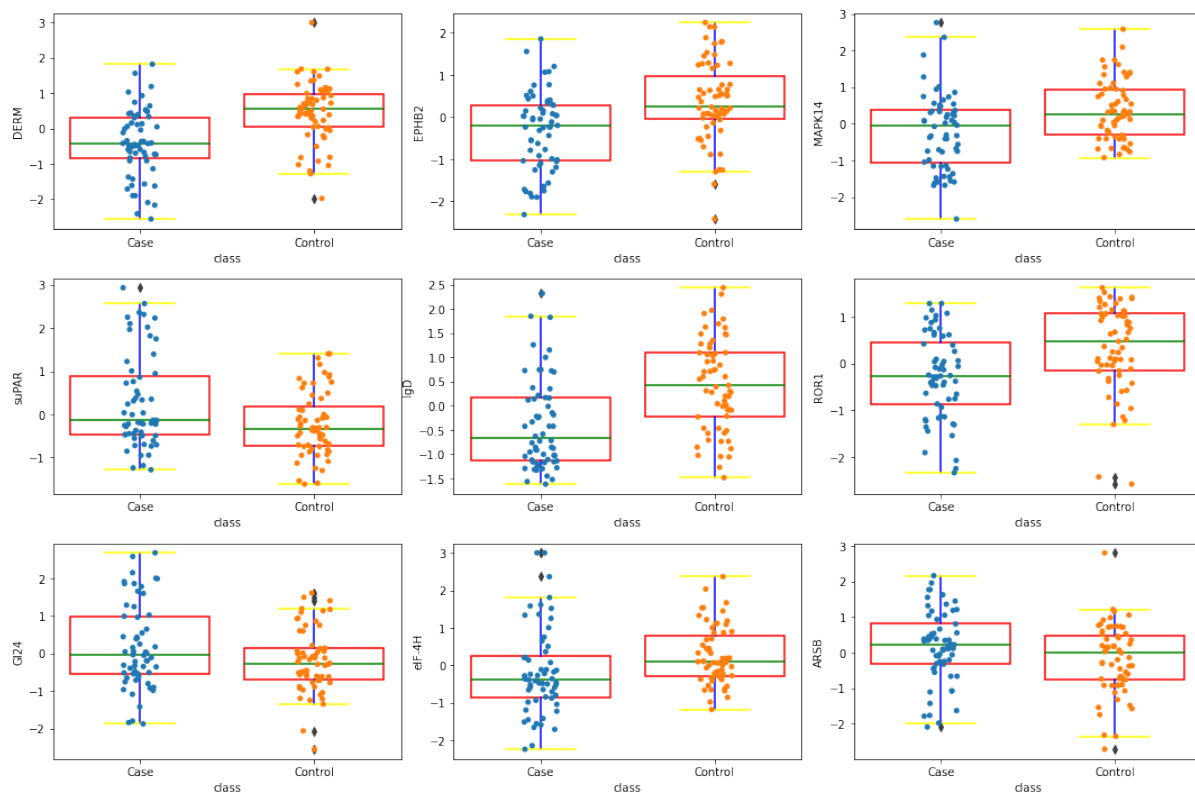 DERM
3
2
1
0
−1
−2
Case
Control
class
EPHB2
2
1
0
−1
−2
Case
Control
class
MAPK14
3
2
1
0
−1
−2
Case
Control
class
suPAR
3
2
1
0
−1
Case
Control
class
IgD
2.5
2.0
1.5
1.0
0.5
0.0
−0.5
−1.0
−1.5
Case
Control
class
ROR1
1
0
−1
−2
Case
Control
class
GI24
2
1
0
−1
−2
Case
Control
class
eIF-4H
3
2
1
0
−1
−2
Case
Control
class
ARSB
3
2
1
0
−1
−2
Case
Control
class